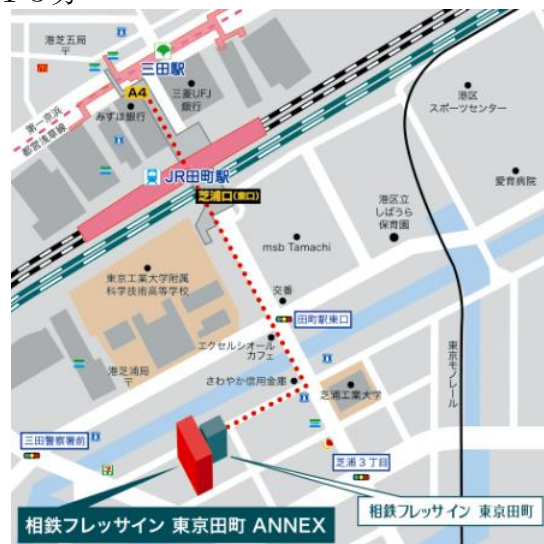 港芝五局
三田駅
A4
三菱UFJ
銀行
みずほ銀行
第一京浜
都営浅草線
港区
スポーツセンター
JR田町駅
芝浦口(東口)
愛育病院
港区立
しばうら
保育園
msb Tamachi
東京工業大学附属
科学技術高等学校
交番
田町駅東口
エクセルシオール
カフェ
港芝浦局
さわやか信用金庫
芝浦工業大学
東京モノレール
三田警察署前
芝浦3丁目
相鉄フレッサイン 東京田町
相鉄フレッサイン 東京田町 ANNEX